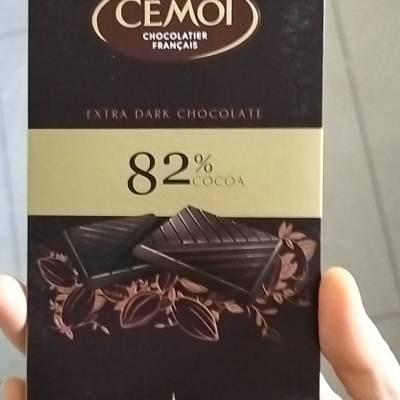 CÉMOI
CHOCOLATIER
FRANÇAIS
EXTRA DARK CHOCOLATE
82%
COCOA